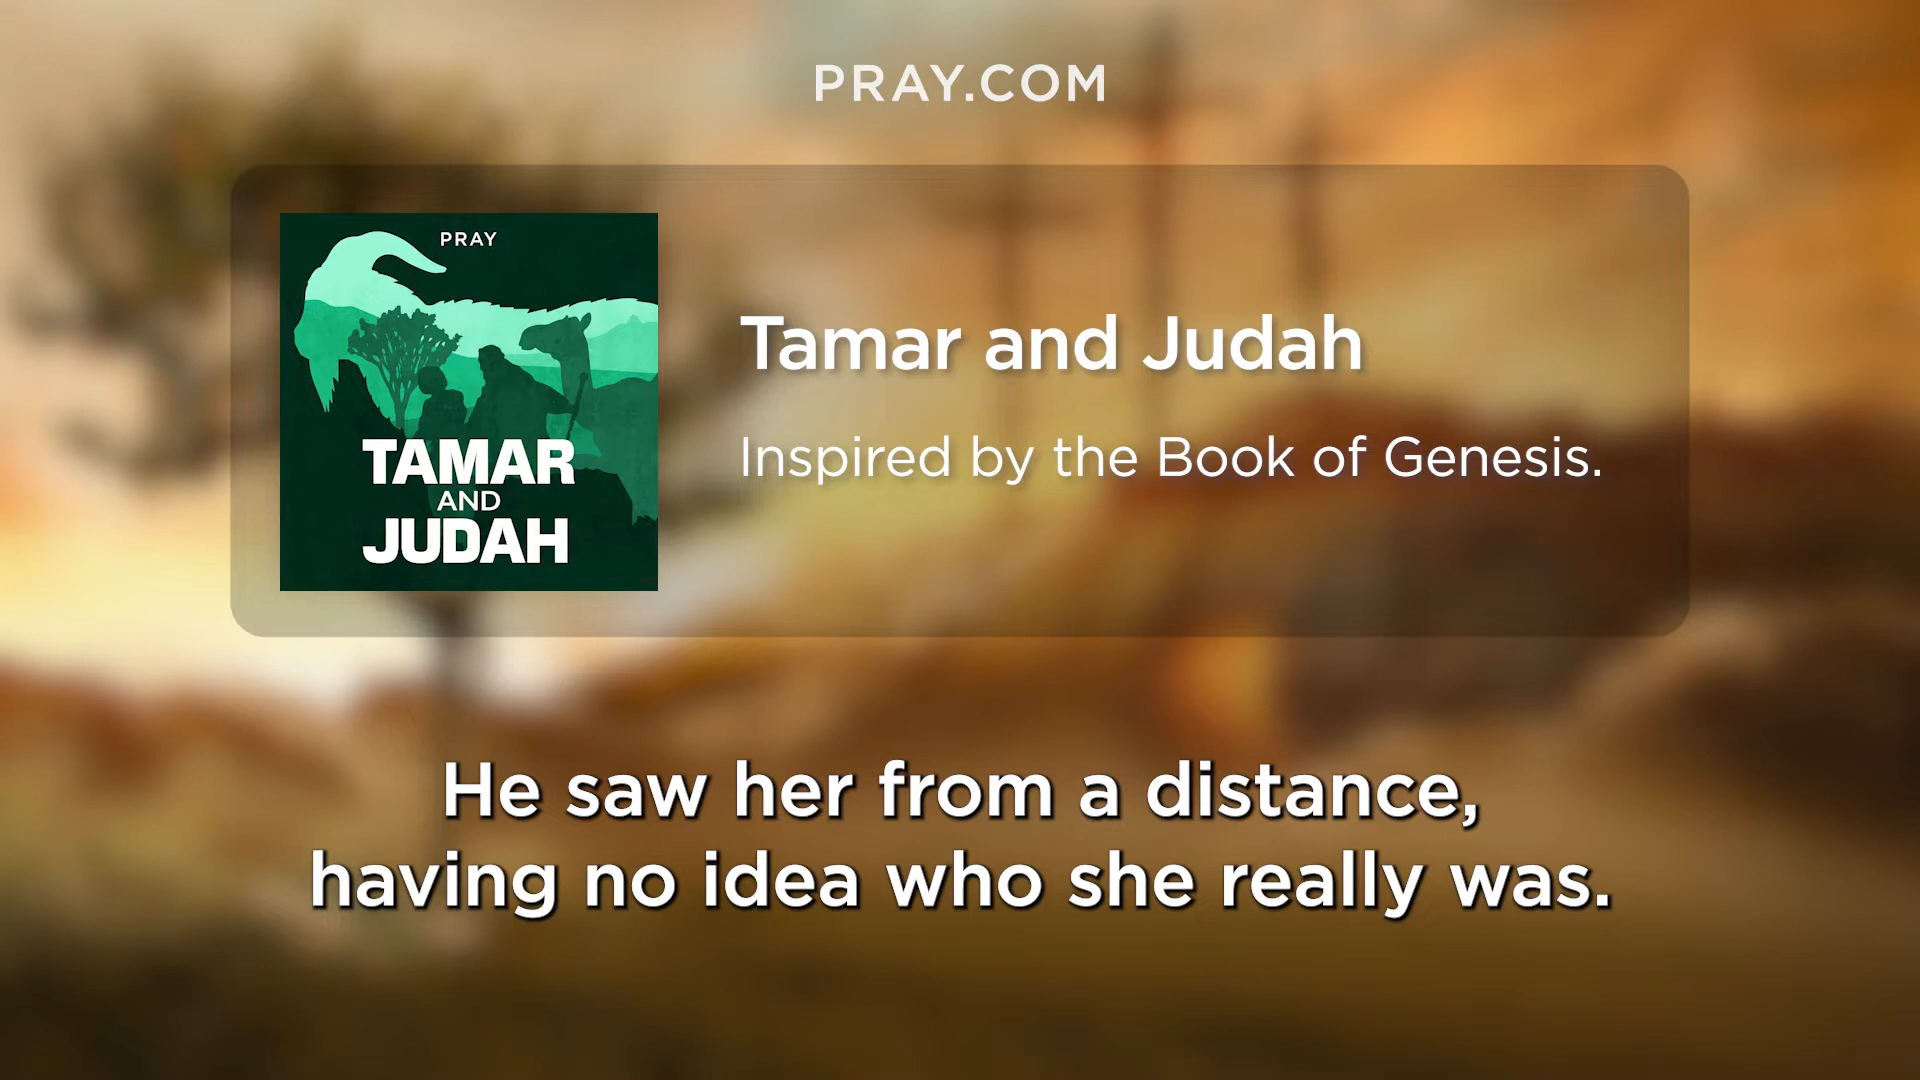 PRAY.COM
PRAY
TAMAR
AND
JUDAH
Tamar and Judah
Inspired by the Book of Genesis.
He saw her from a distance,
having no idea who she really was.